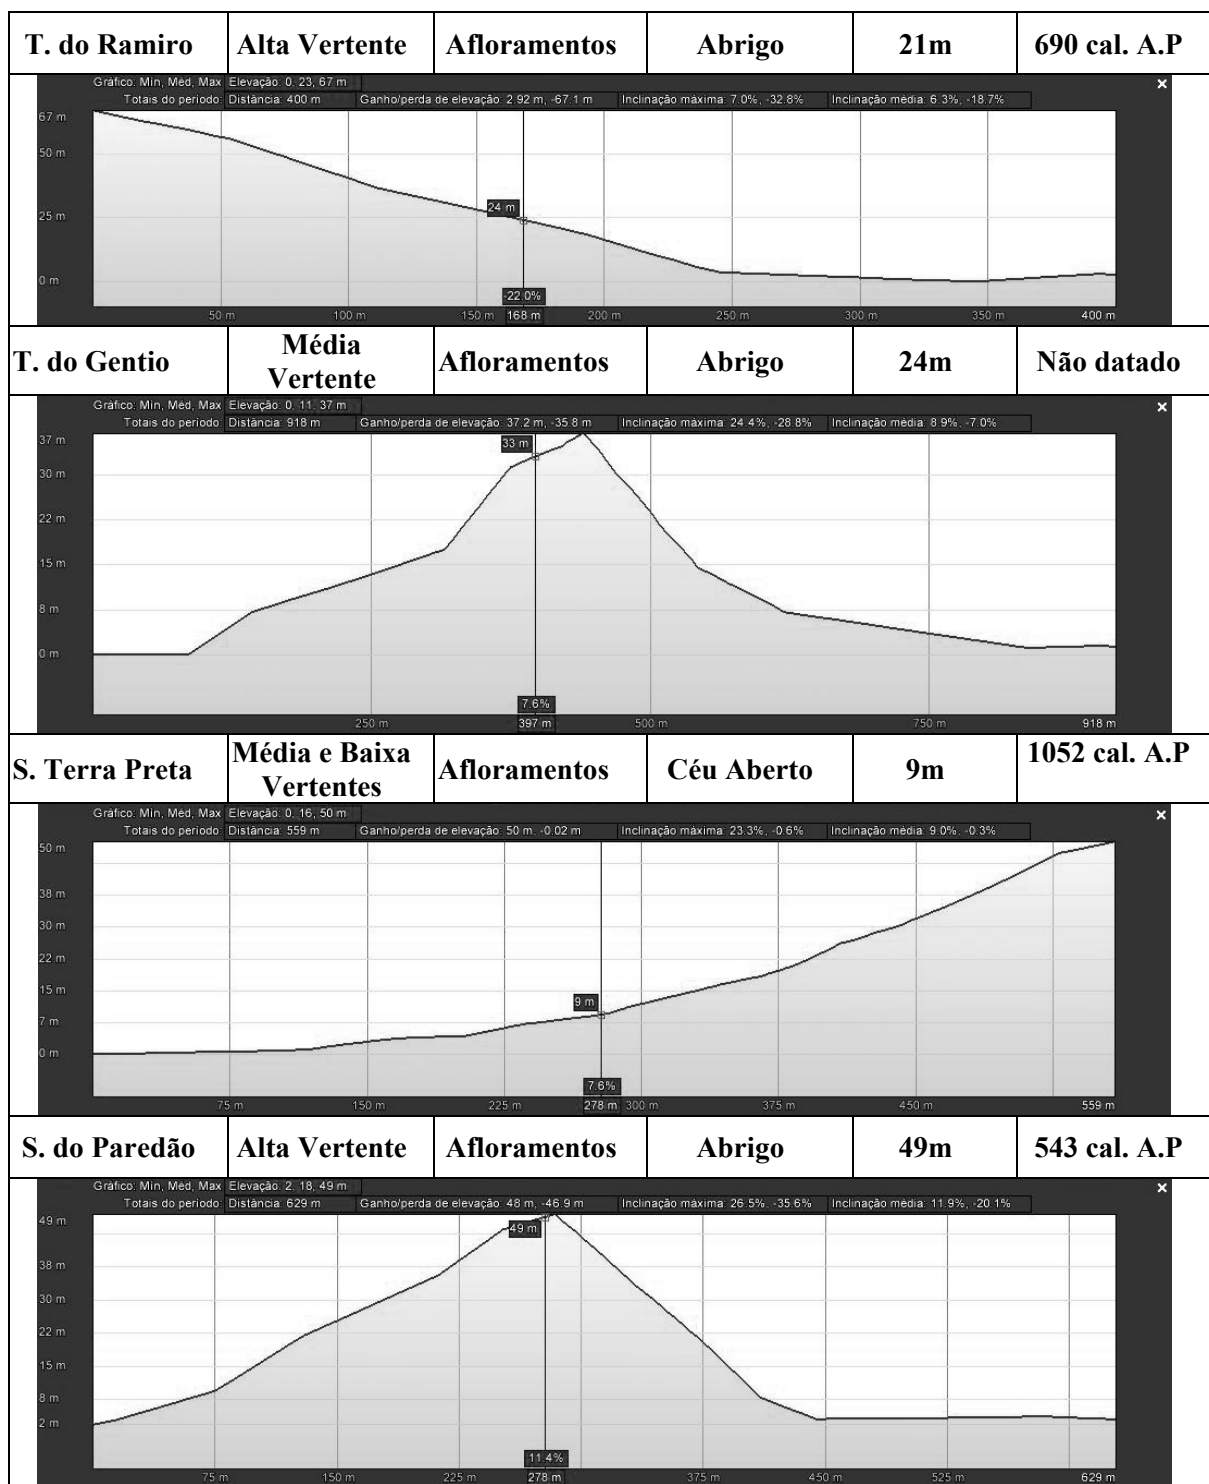 T. do Ramiro Alta Vertente Afloramentos Abrigo 21m 690 cal. A.P
Gráfico: Min, Méd, Max Elevação: 0, 23, 67 m
Totais do período: Distância: 400 m Ganho/perda de elevação: 2.92 m, -67.1 m Inclinação máxima: 7.0%, -32.8% Inclinação média: 6.3%, -18.7%
67 m
50 m
24 m
25 m
0 m
-22.0%
50 m 100 m 150 m 168 m 200 m 250 m 300 m 350 m 400 m
T. do Gentio Média Vertente Afloramentos Abrigo 24m Não datado
Gráfico: Min, Méd, Max Elevação: 0, 11, 37 m
Totais do período: Distância: 918 m Ganho/perda de elevação: 37.2 m, -35.8 m Inclinação máxima: 24.4%, -28.8% Inclinação média: 8.9%, -7.0%
37 m
33 m
30 m
22 m
15 m
8 m
0 m
7.6%
250 m 397 m 500 m 750 m 918 m
S. Terra Preta Média e Baixa Vertentes Afloramentos Céu Aberto 9m 1052 cal. A.P
Gráfico: Min, Méd, Max Elevação: 0, 16, 50 m
Totais do período: Distância: 559 m Ganho/perda de elevação: 50 m, -0.02 m Inclinação máxima: 23.3%, -0.6% Inclinação média: 9.0%, -0.3%
50 m
38 m
30 m
22 m
15 m
9 m
7 m
0 m
7.6%
75 m 150 m 225 m 278 m 300 m 375 m 450 m 559 m
S. do Paredão Alta Vertente Afloramentos Abrigo 49m 543 cal. A.P
Gráfico: Min, Méd, Max Elevação: 2, 18, 49 m
Totais do período: Distância: 629 m Ganho/perda de elevação: 48 m, -46.9 m Inclinação máxima: 26.5%, -35.6% Inclinação média: 11.9%, -20.1%
49 m
49 m
38 m
30 m
22 m
15 m
8 m
2 m
11.4%
75 m 150 m 225 m 278 m 375 m 450 m 525 m 629 m